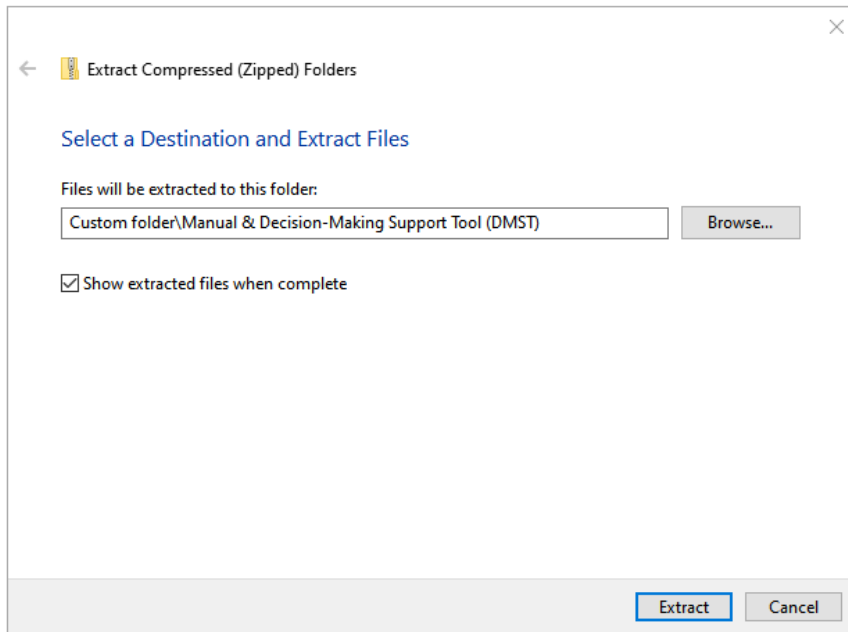 Extract Compressed (Zipped) Folders
Select a Destination and Extract Files
Files will be extracted to this folder:
Custom folder\Manual & Decision-Making Support Tool (DMST)
Browse...
Show extracted files when complete
Extract
Cancel